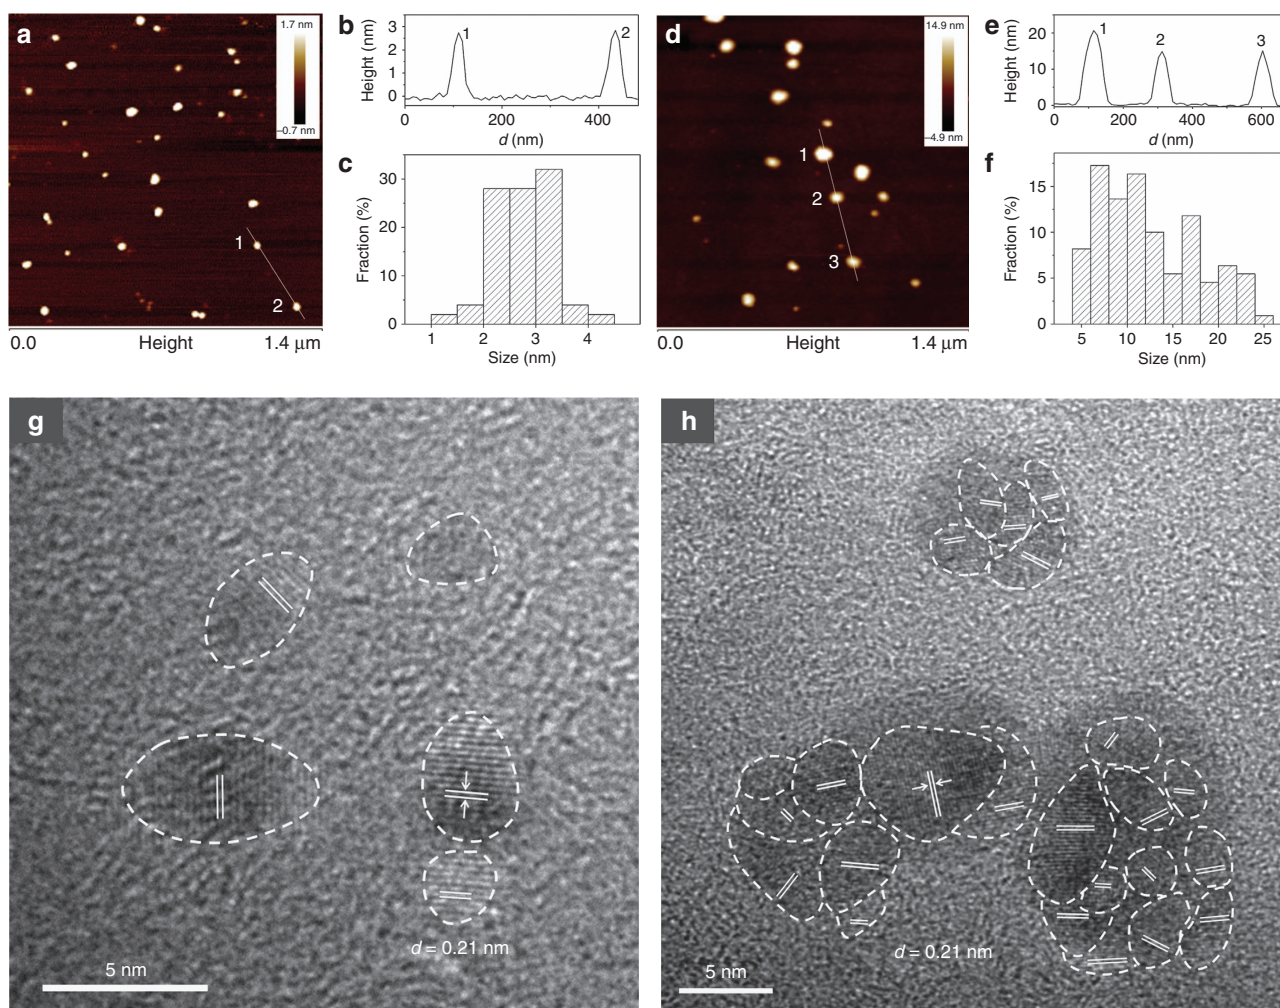 a
1.7 nm
–0.7 nm
1
2
0.0 Height 1.4 μm
b
Height (nm)
3
2
1
0
1
2
0 200 400
d (nm)
c
Fraction (%)
30
20
10
0
1 2 3 4
Size (nm)
d
14.9 nm
–4.9 nm
1
2
3
0.0 Height 1.4 μm
e
Height (nm)
20
10
0
1
2
3
0 200 400 600
d (nm)
f
Fraction (%)
15
10
5
0
5 10 15 20 25
Size (nm)
g
d = 0.21 nm
5 nm
h
d = 0.21 nm
5 nm